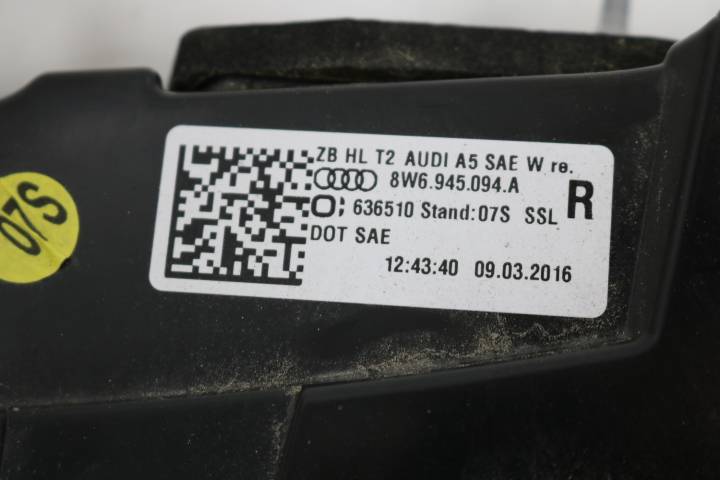 07S
ZB HL T2 AUDI A5 SAE W re.
8W6.945.094.A
R
636510 Stand:07S SSL
DOT SAE
12:43:40 09.03.2016